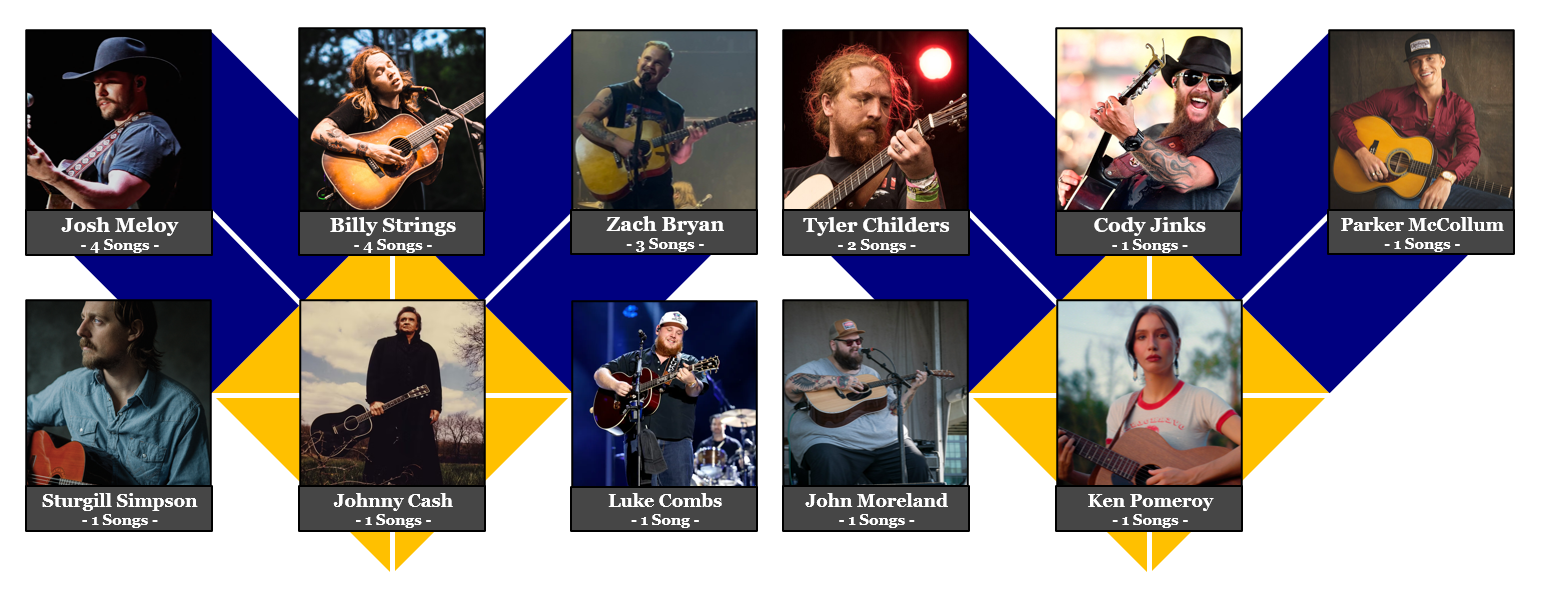 Josh Meloy
- 4 Songs -
Billy Strings
- 4 Songs -
Zach Bryan
- 3 Songs -
Tyler Childers
- 2 Songs -
Cody Jinks
- 1 Songs -
Parker McCollum
- 1 Songs -
Sturgill Simpson
- 1 Songs -
Johnny Cash
- 1 Songs -
Luke Combs
- 1 Song -
John Moreland
- 1 Songs -
Ken Pomeroy
- 1 Songs -